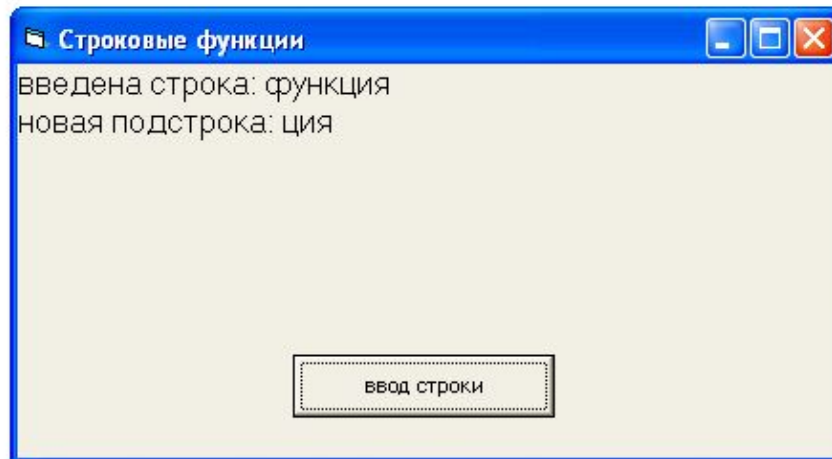 Строковые функции
введена строка: функция
новая подстрока: ция
ввод строки